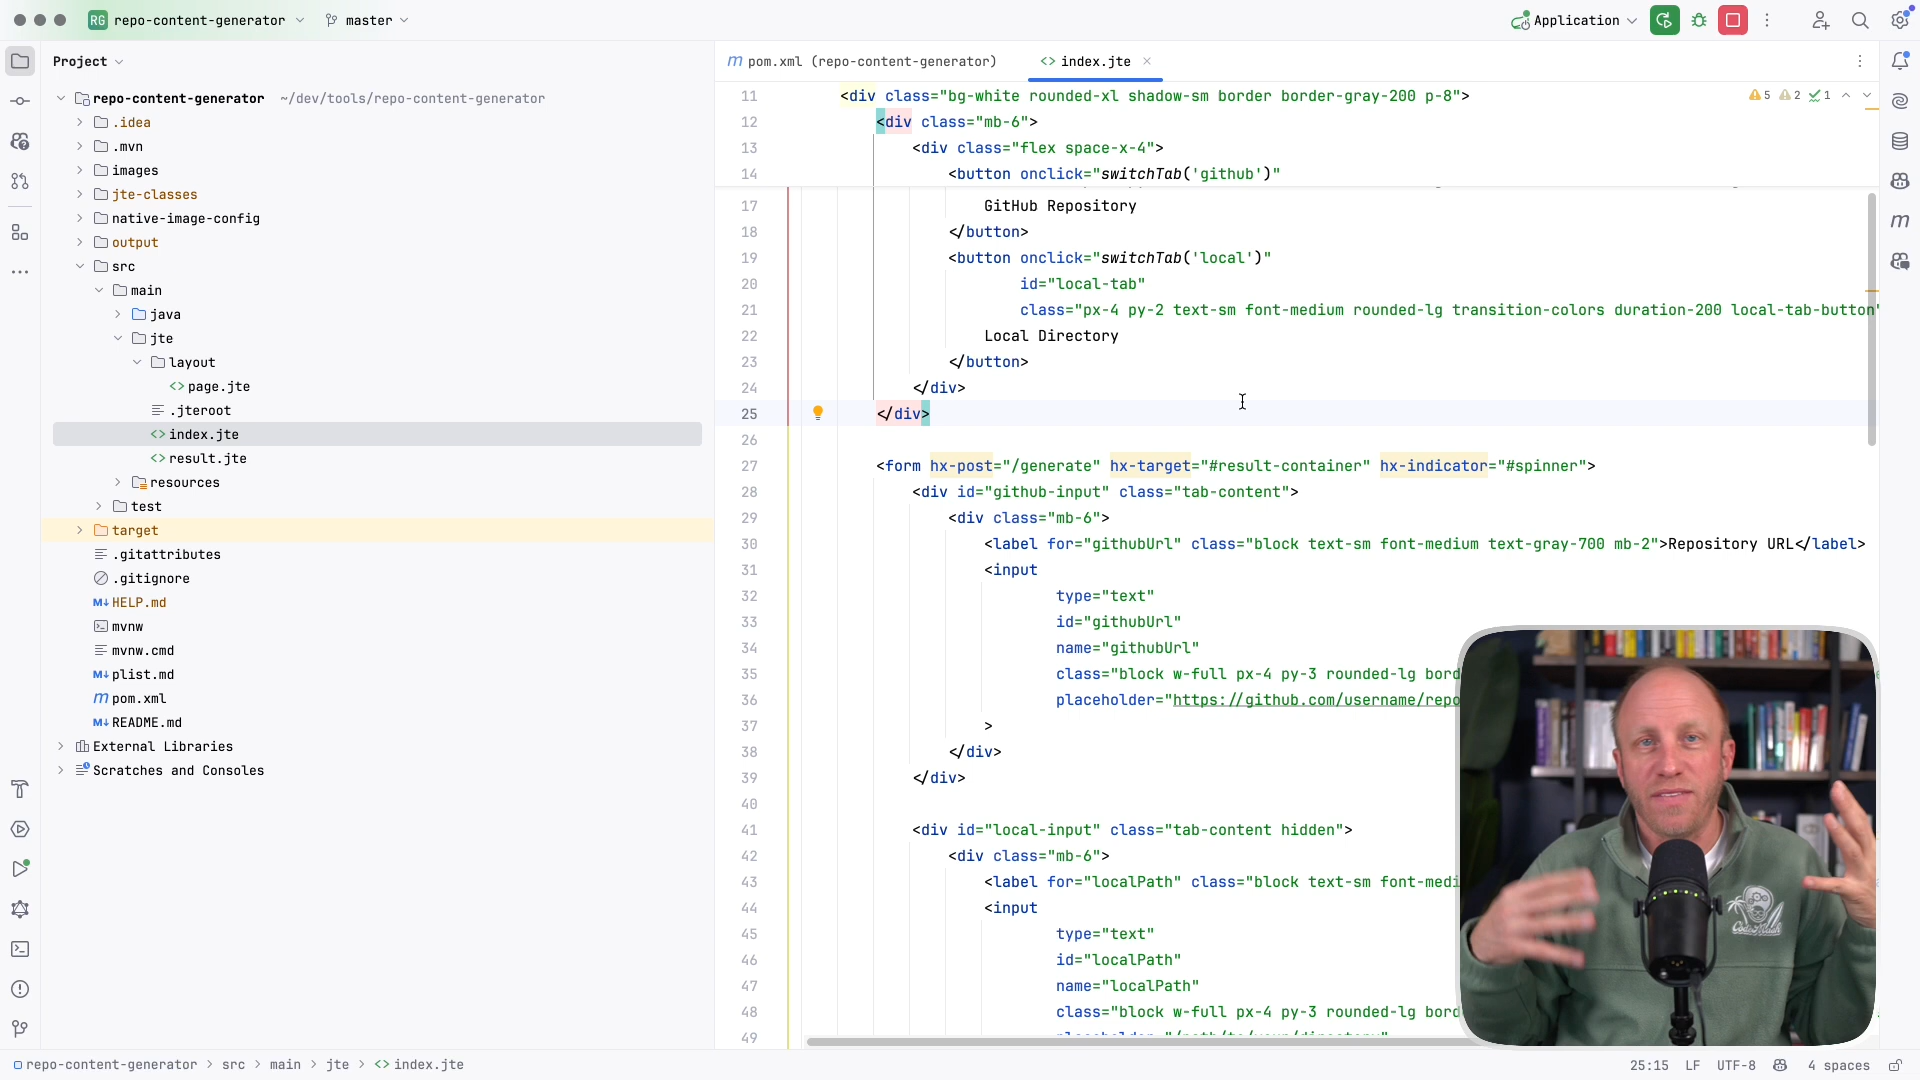 RG repo-content-generator master
Application
Project
repo-content-generator ~/dev/tools/repo-content-generator
.idea
.mvn
images
jte-classes
native-image-config
output
src
main
java
jte
layout
<> page.jte
.jteroot
<> index.jte
<> result.jte
resources
test
target
.gitattributes
.gitignore
M↓ HELP.md
mvnw
mvnw.cmd
M↓ plist.md
m pom.xml
M↓ README.md
External Libraries
Scratches and Consoles
m pom.xml (repo-content-generator)
<> index.jte ×
5 2 1
11 <div class="bg-white rounded-xl shadow-sm border border-gray-200 p-8">
12 <div class="mb-6">
13 <div class="flex space-x-4">
14 <button onclick="switchTab('github')"
17 GitHub Repository
18 </button>
19 <button onclick="switchTab('local')"
20 id="local-tab"
21 class="px-4 py-2 text-sm font-medium rounded-lg transition-colors duration-200 local-tab-button"
22 Local Directory
23 </button>
24 </div>
25 </div>
26
27 <form hx-post="/generate" hx-target="#result-container" hx-indicator="#spinner">
28 <div id="github-input" class="tab-content">
29 <div class="mb-6">
30 <label for="githubUrl" class="block text-sm font-medium text-gray-700 mb-2">Repository URL</label>
31 <input
32 type="text"
33 id="githubUrl"
34 name="githubUrl"
35 class="block w-full px-4 py-3 rounded-lg bord
36 placeholder="https://github.com/username/repo
37 >
38 </div>
39 </div>
40
41 <div id="local-input" class="tab-content hidden">
42 <div class="mb-6">
43 <label for="localPath" class="block text-sm font-medi
44 <input
45 type="text"
46 id="localPath"
47 name="localPath"
48 class="block w-full px-4 py-3 rounded-lg bord
49
CodeMash
repo-content-generator > src > main > jte > <> index.jte
25:15 LF UTF-8 4 spaces